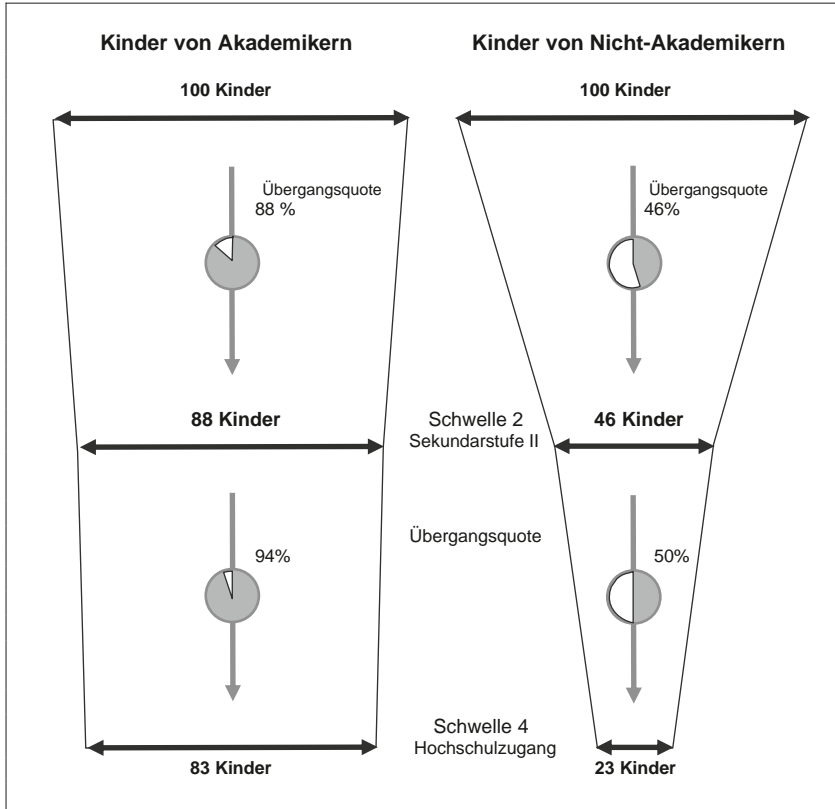 Kinder von Akademikern
Kinder von Nicht-Akademikern
100 Kinder
100 Kinder
Übergangsquote
88 %
Übergangsquote
46%
88 Kinder
Schwelle 2
Sekundarstufe II
46 Kinder
94%
Übergangsquote
50%
Schwelle 4
Hochschulzugang
83 Kinder
23 Kinder